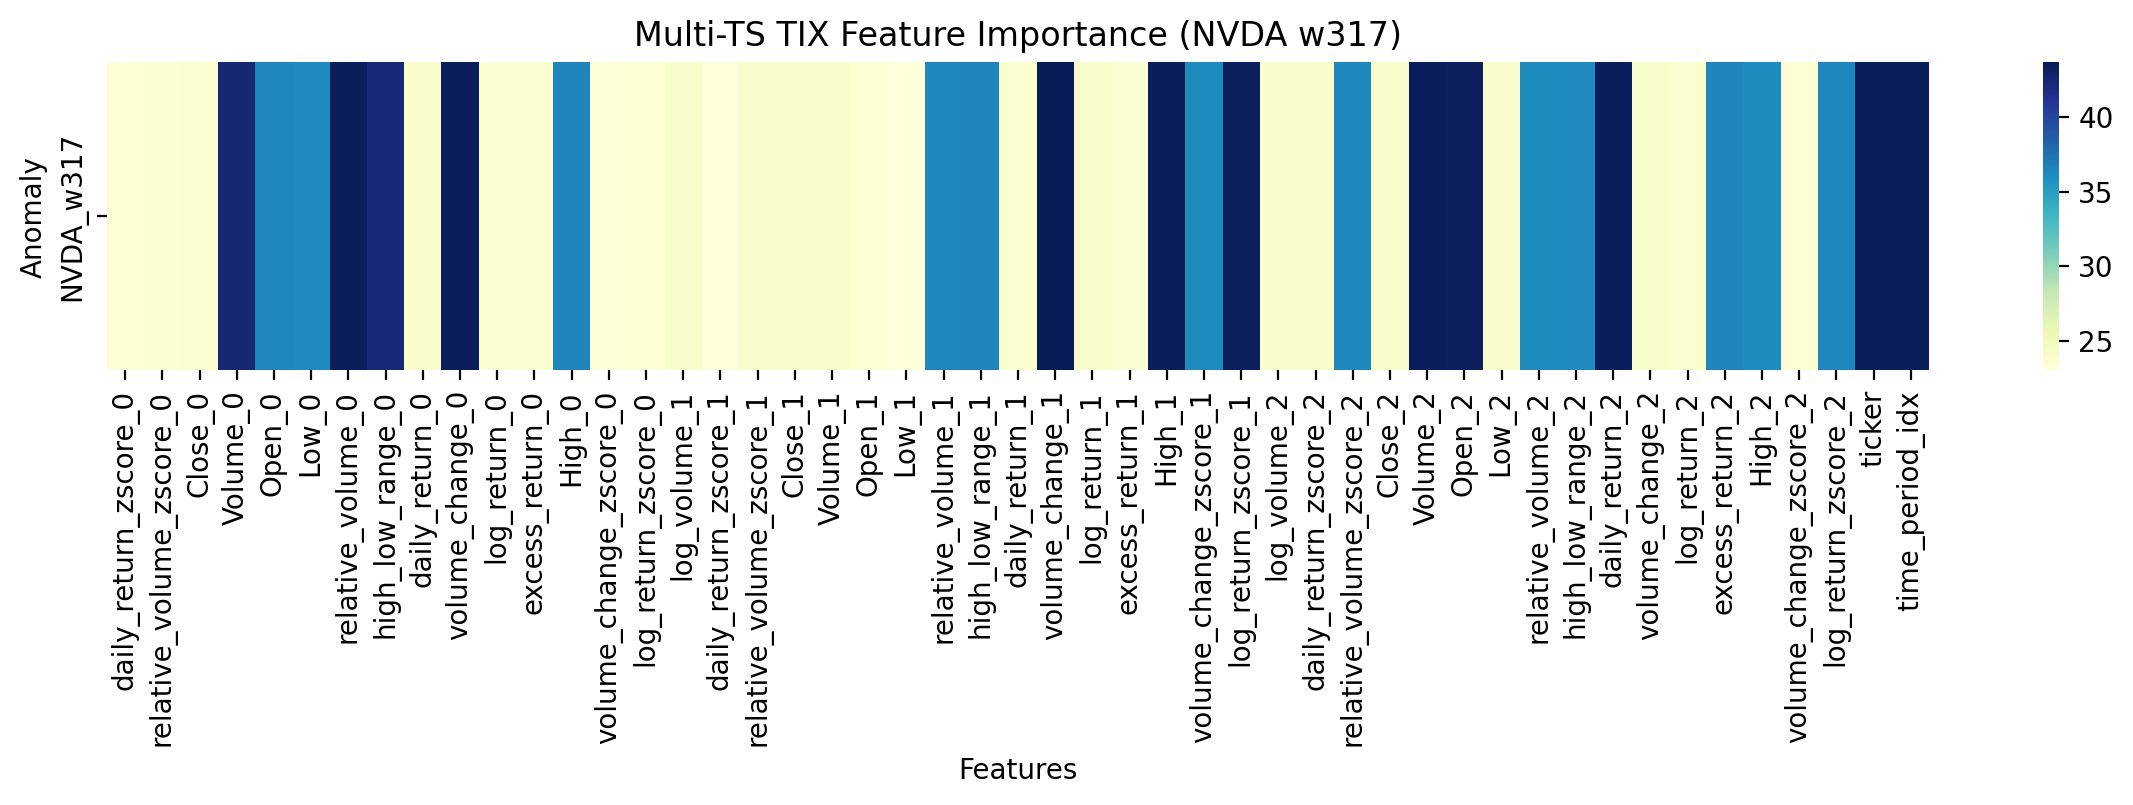 Multi-TS TIX Feature Importance (NVDA w317)
Anomaly
NVDA_w317
40
35
30
25
daily_return_zscore_0
relative_volume_zscore_0
Close_0
Volume_0
Open_0
Low_0
relative_volume_0
high_low_range_0
daily_return_0
volume_change_0
log_return_0
excess_return_0
High_0
volume_change_zscore_0
log_return_zscore_0
log_volume_1
daily_return_zscore_1
relative_volume_zscore_1
Close_1
Volume_1
Open_1
Low_1
relative_volume_1
high_low_range_1
daily_return_1
volume_change_1
log_return_1
excess_return_1
High_1
volume_change_zscore_1
log_return_zscore_1
log_volume_2
daily_return_zscore_2
relative_volume_zscore_2
Close_2
Volume_2
Open_2
Low_2
relative_volume_2
high_low_range_2
daily_return_2
volume_change_2
log_return_2
excess_return_2
High_2
volume_change_zscore_2
log_return_zscore_2
ticker
time_period_idx
Features